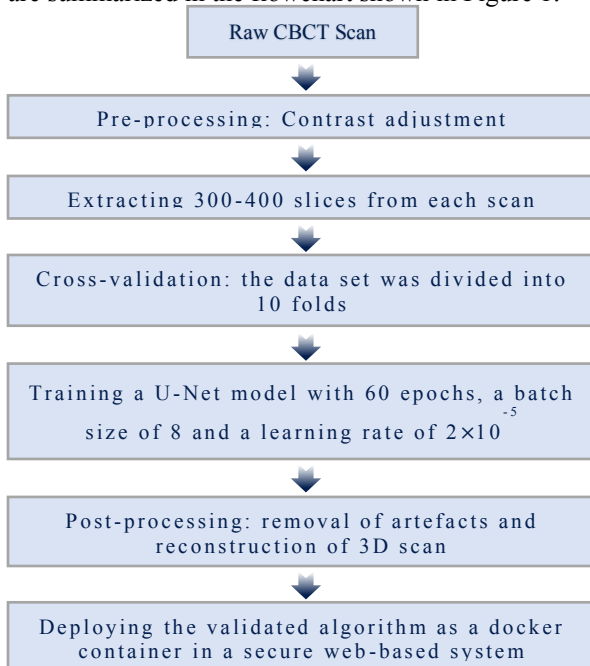 are summarized in the flowchart shown in Figure 1.
Raw CBCT Scan
Pre-processing: Contrast adjustment
Extracting 300-400 slices from each scan
Cross-validation: the data set was divided into
10 folds
Training a U-Net model with 60 epochs, a batch
size of 8 and a learning rate of 2×10⁻⁵
Post-processing: removal of artefacts and
reconstruction of 3D scan
Deploying the validated algorithm as a docker
container in a secure web-based system